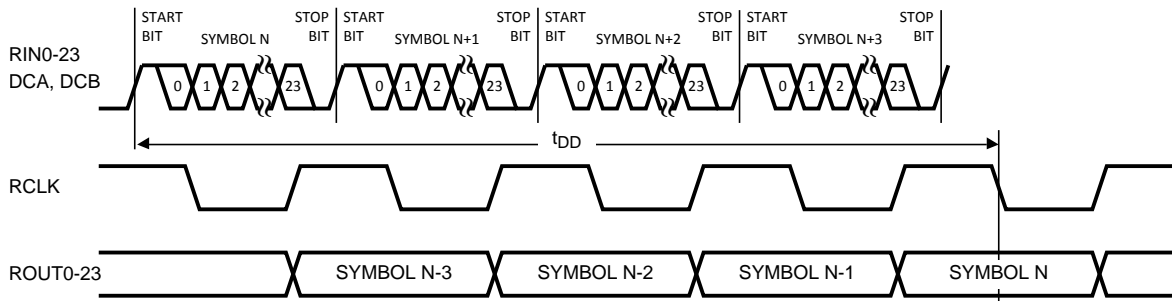 START BIT STOP BIT START BIT STOP BIT START BIT STOP BIT START BIT STOP BIT
SYMBOL N SYMBOL N+1 SYMBOL N+2 SYMBOL N+3
RIN0-23
DCA, DCB
0 1 2 23 0 1 2 23 0 1 2 23 0 1 2 23
tDD
RCLK
ROUT0-23
SYMBOL N-3 SYMBOL N-2 SYMBOL N-1 SYMBOL N